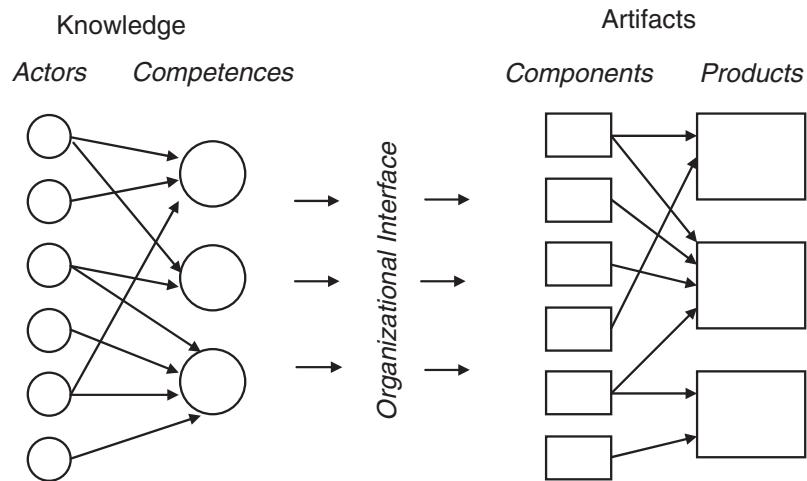 Knowledge
Artifacts
Actors
Competences
Components
Products
Organizational Interface